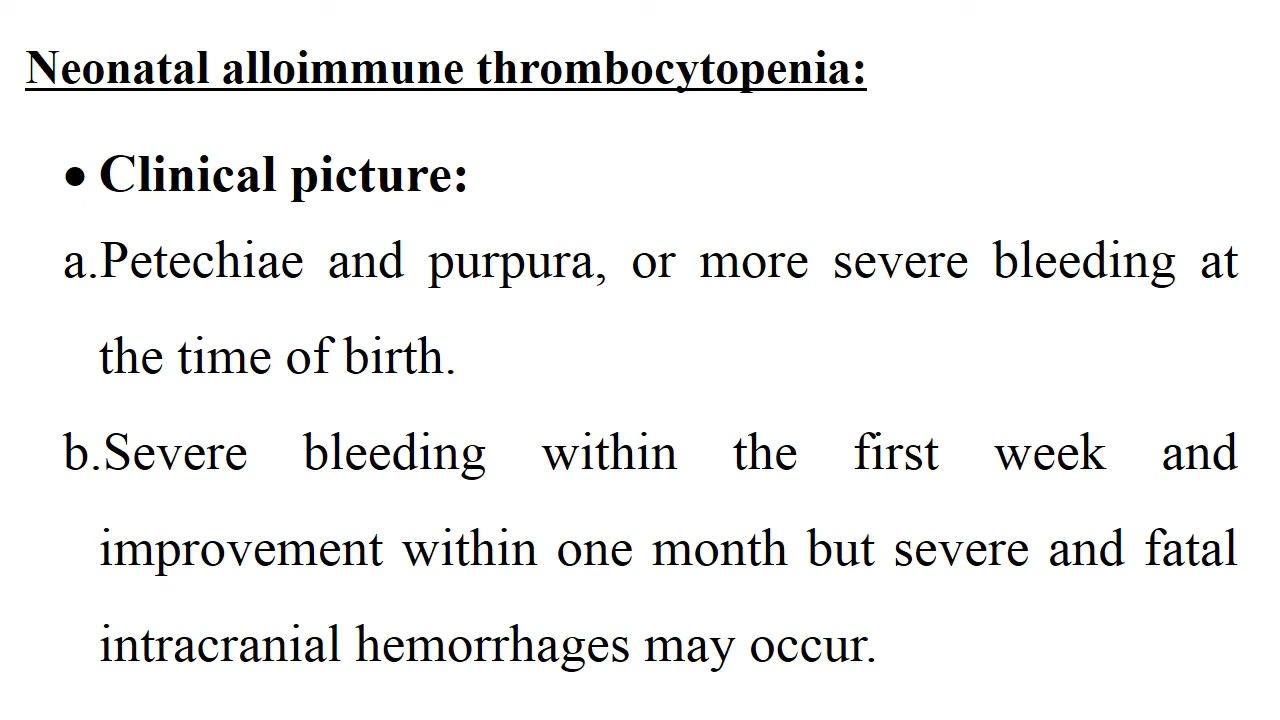 Neonatal alloimmune thrombocytopenia:
• Clinical picture:
a.Petechiae and purpura, or more severe bleeding at
the time of birth.
b.Severe bleeding within the first week and
improvement within one month but severe and fatal
intracranial hemorrhages may occur.